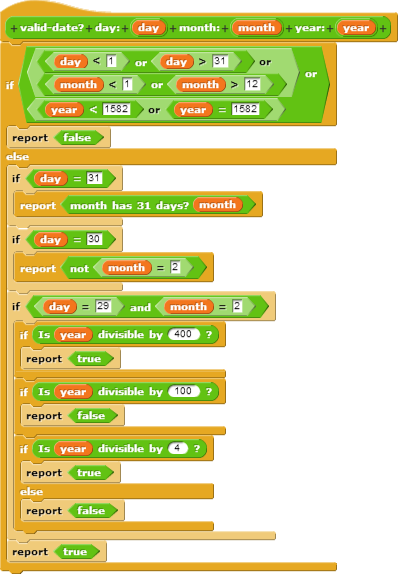 + valid-date? + day: + day + month: + month + year: + year +
day < 1 or day > 31 or
if month < 1 or month > 12 or
year < 1582 or year = 1582
report false
else
if day = 31
report month has 31 days? month
if day = 30
report not month = 2
if day = 29 and month = 2
if Is year divisible by 400 ?
report true
if Is year divisible by 100 ?
report false
if Is year divisible by 4 ?
report true
else
report false
report true